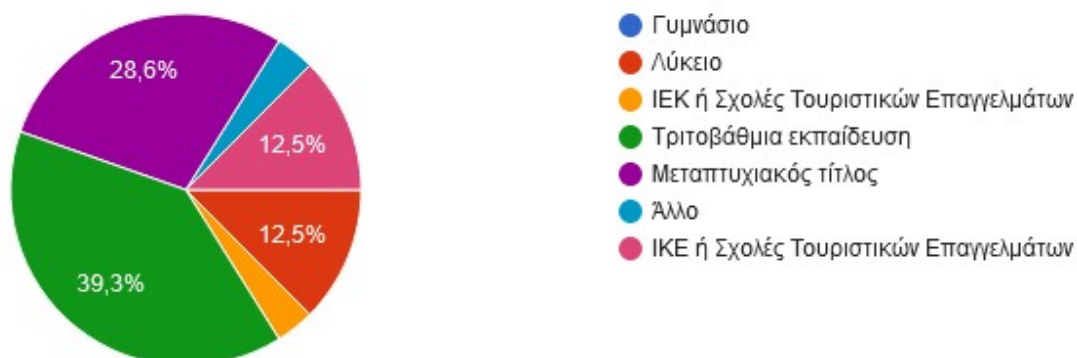 28,6%
12,5%
12,5%
39,3%
Γυμνάσιο
Λύκειο
ΙΕΚ ή Σχολές Τουριστικών Επαγγελμάτων
Τριτοβάθμια εκπαίδευση
Μεταπτυχιακός τίτλος
Άλλο
ΙΚΕ ή Σχολές Τουριστικών Επαγγελμάτων